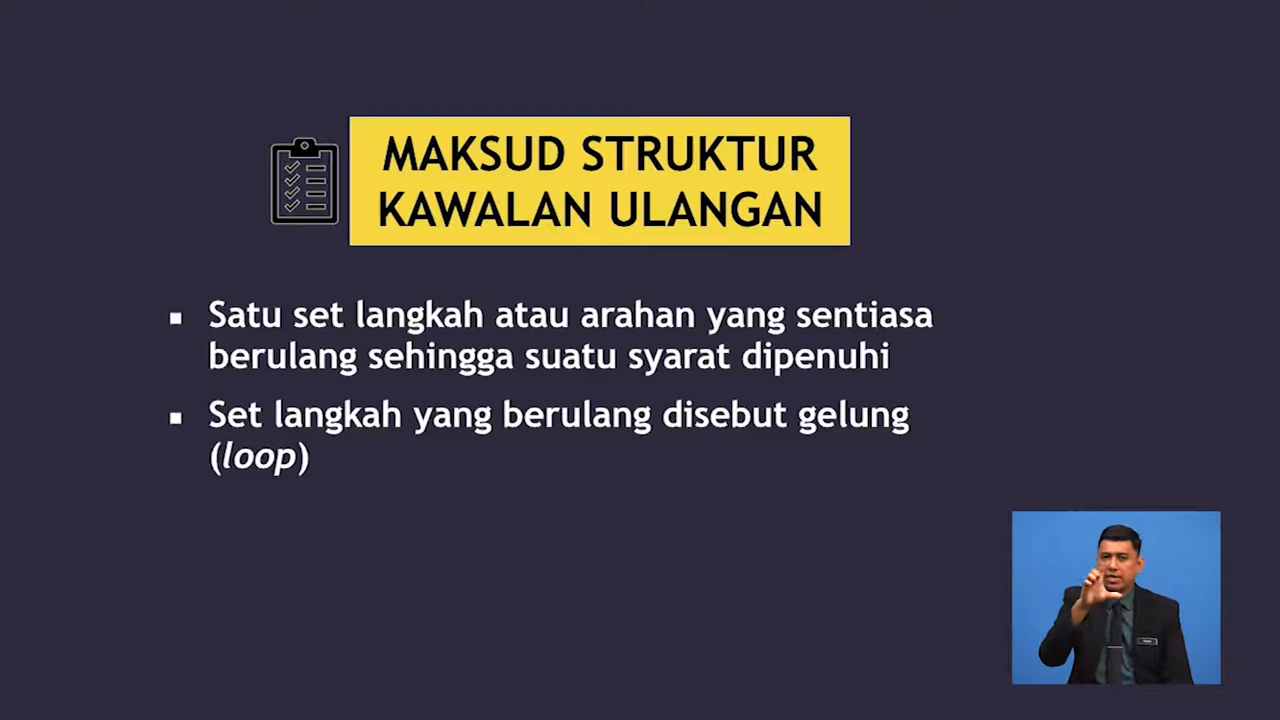 MAKSUD STRUKTUR
KAWALAN ULANGAN
▪ Satu set langkah atau arahan yang sentiasa
berulang sehingga suatu syarat dipenuhi
▪ Set langkah yang berulang disebut gelung
(loop)